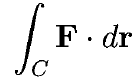 ∫_C 𝐅 · d𝐫